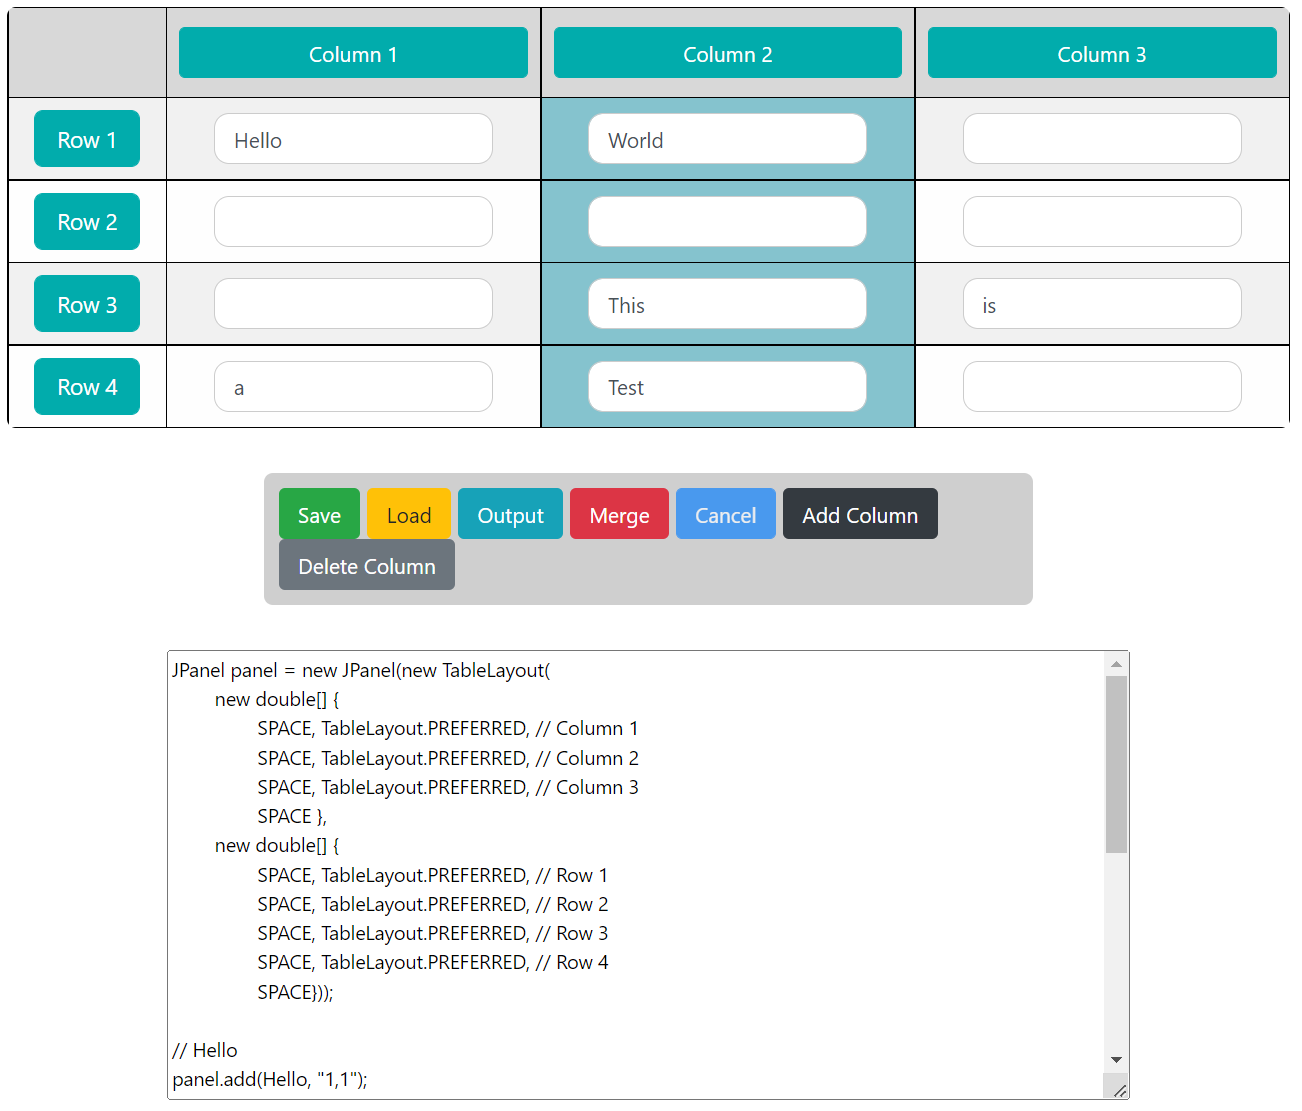 Column 1 Column 2 Column 3
Row 1 Hello World
Row 2
Row 3 This is
Row 4 a Test
Save Load Output Merge Cancel Add Column
Delete Column
JPanel panel = new JPanel(new TableLayout(
new double[] {
SPACE, TableLayout.PREFERRED, // Column 1
SPACE, TableLayout.PREFERRED, // Column 2
SPACE, TableLayout.PREFERRED, // Column 3
SPACE },
new double[] {
SPACE, TableLayout.PREFERRED, // Row 1
SPACE, TableLayout.PREFERRED, // Row 2
SPACE, TableLayout.PREFERRED, // Row 3
SPACE, TableLayout.PREFERRED, // Row 4
SPACE}));
// Hello
panel.add(Hello, "1,1");